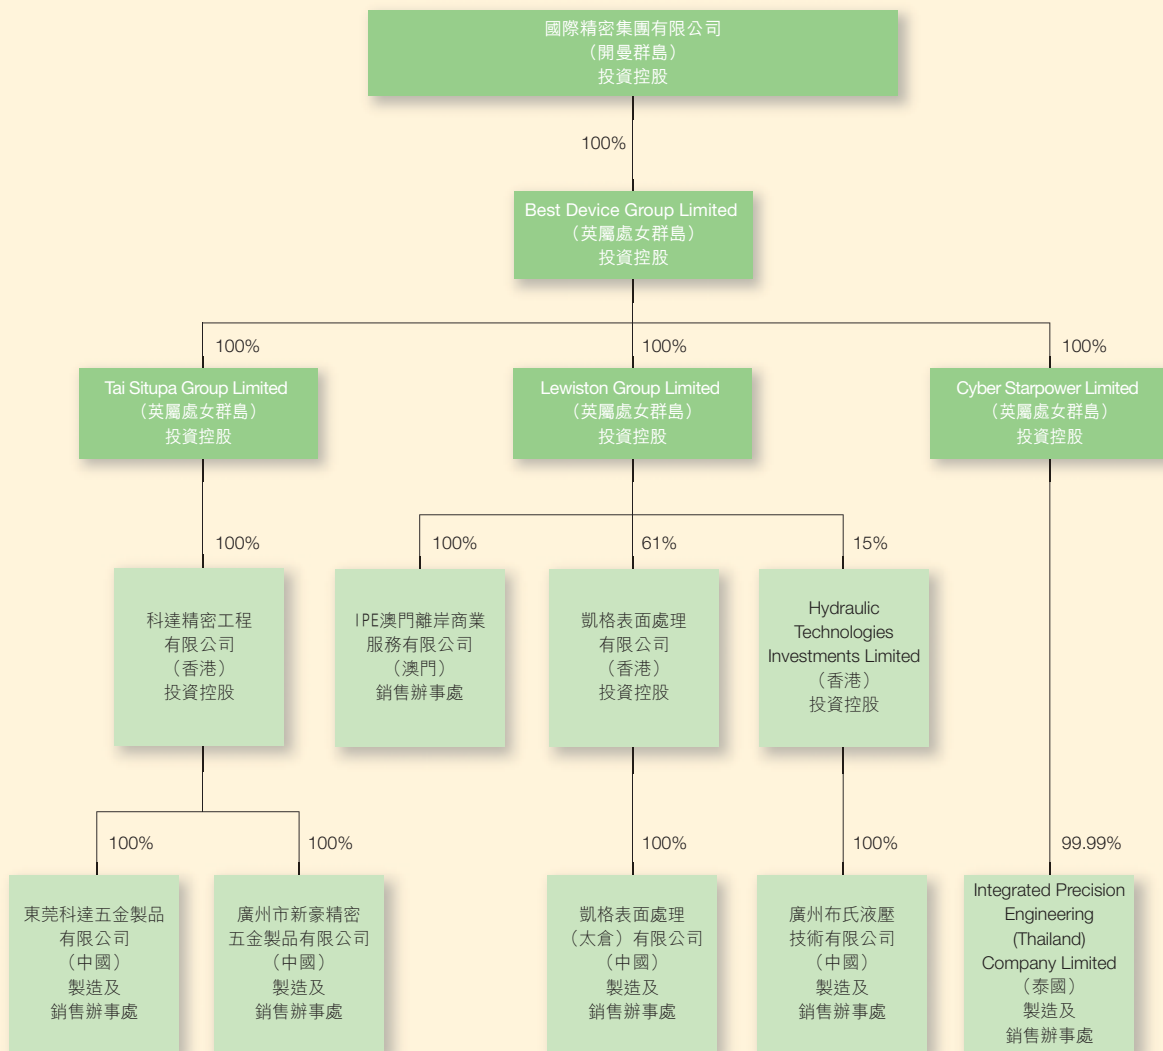 國際精密集團有限公司
（開曼群島）
投資控股
100%
Best Device Group Limited
（英屬處女群島）
投資控股
100%
100%
100%
Tai Situpa Group Limited
（英屬處女群島）
投資控股
Lewiston Group Limited
（英屬處女群島）
投資控股
Cyber Starpower Limited
（英屬處女群島）
投資控股
100%
100%
61%
15%
科達精密工程
有限公司
（香港）
投資控股
IPE澳門離岸商業
服務有限公司
（澳門）
銷售辦事處
凱格表面處理
有限公司
（香港）
投資控股
Hydraulic
Technologies
Investments Limited
（香港）
投資控股
100%
100%
100%
100%
99.99%
東莞科達五金製品
有限公司
（中國）
製造及
銷售辦事處
廣州市新豪精密
五金製品有限公司
（中國）
製造及
銷售辦事處
凱格表面處理
（太倉）有限公司
（中國）
製造及
銷售辦事處
廣州布氏液壓
技術有限公司
（中國）
製造及
銷售辦事處
Integrated Precision
Engineering
(Thailand)
Company Limited
（泰國）
製造及
銷售辦事處